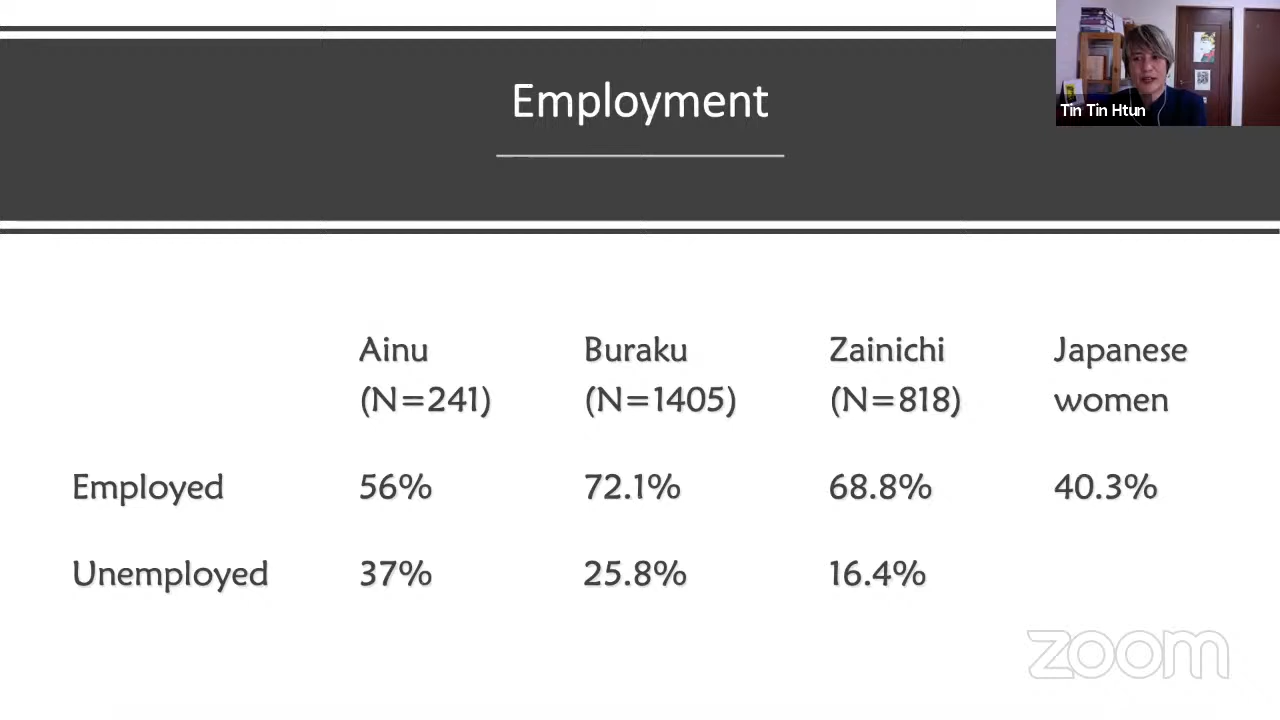 Employment
Tin Tin Htun
Ainu Buraku Zainichi Japanese
(N=241) (N=1405) (N=818) women
Employed 56% 72.1% 68.8% 40.3%
Unemployed 37% 25.8% 16.4%
zoom